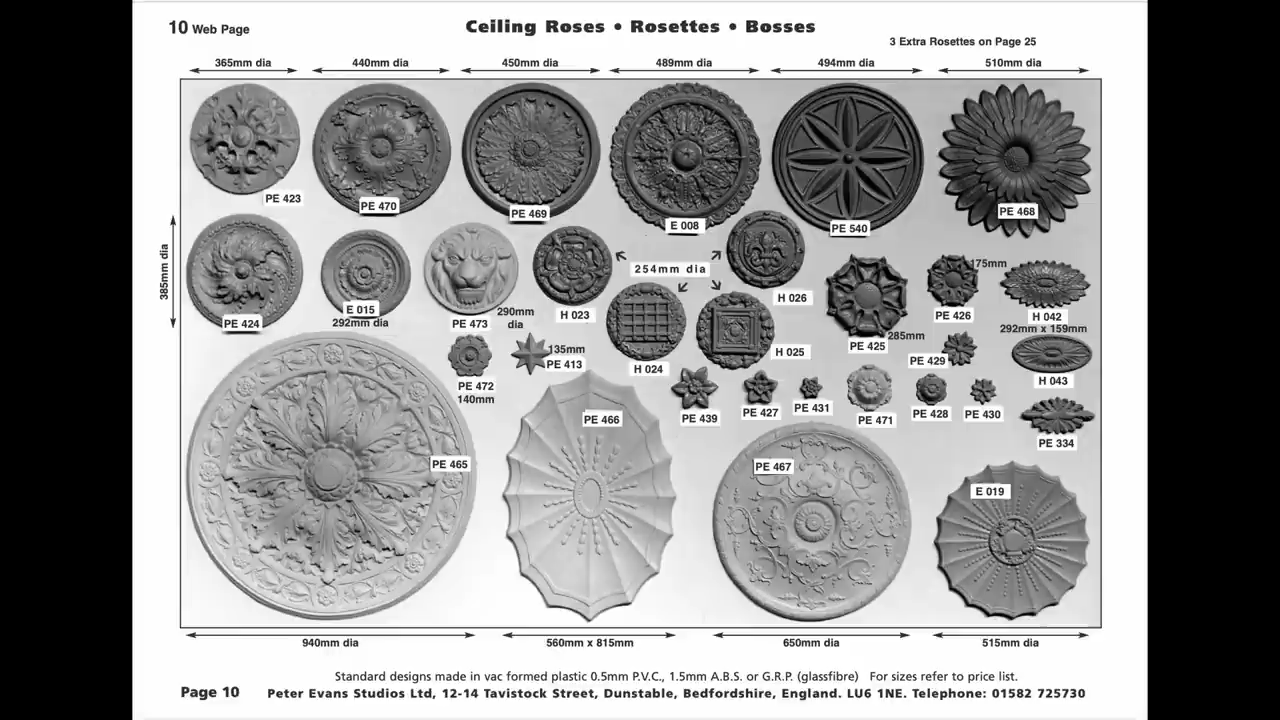 10 Web Page
Ceiling Roses • Rosettes • Bosses
3 Extra Rosettes on Page 25
365mm dia
440mm dia
450mm dia
489mm dia
494mm dia
510mm dia
PE 423
PE 470
PE 469
E 008
PE 540
PE 468
385mm dia
PE 424
E 015
292mm dia
PE 473
290mm
dia
H 023
254mm dia
H 026
H 024
H 025
PE 425
285mm
PE 426
175mm
H 042
292mm x 159mm
PE 472
140mm
135mm
PE 413
PE 429
H 043
PE 439
PE 427
PE 431
PE 471
PE 428
PE 430
PE 334
PE 465
PE 466
PE 467
E 019
940mm dia
560mm x 815mm
650mm dia
515mm dia
Standard designs made in vac formed plastic 0.5mm P.V.C., 1.5mm A.B.S. or G.R.P. (glassfibre) For sizes refer to price list.
Page 10
Peter Evans Studios Ltd, 12-14 Tavistock Street, Dunstable, Bedfordshire, England. LU6 1NE. Telephone: 01582 725730